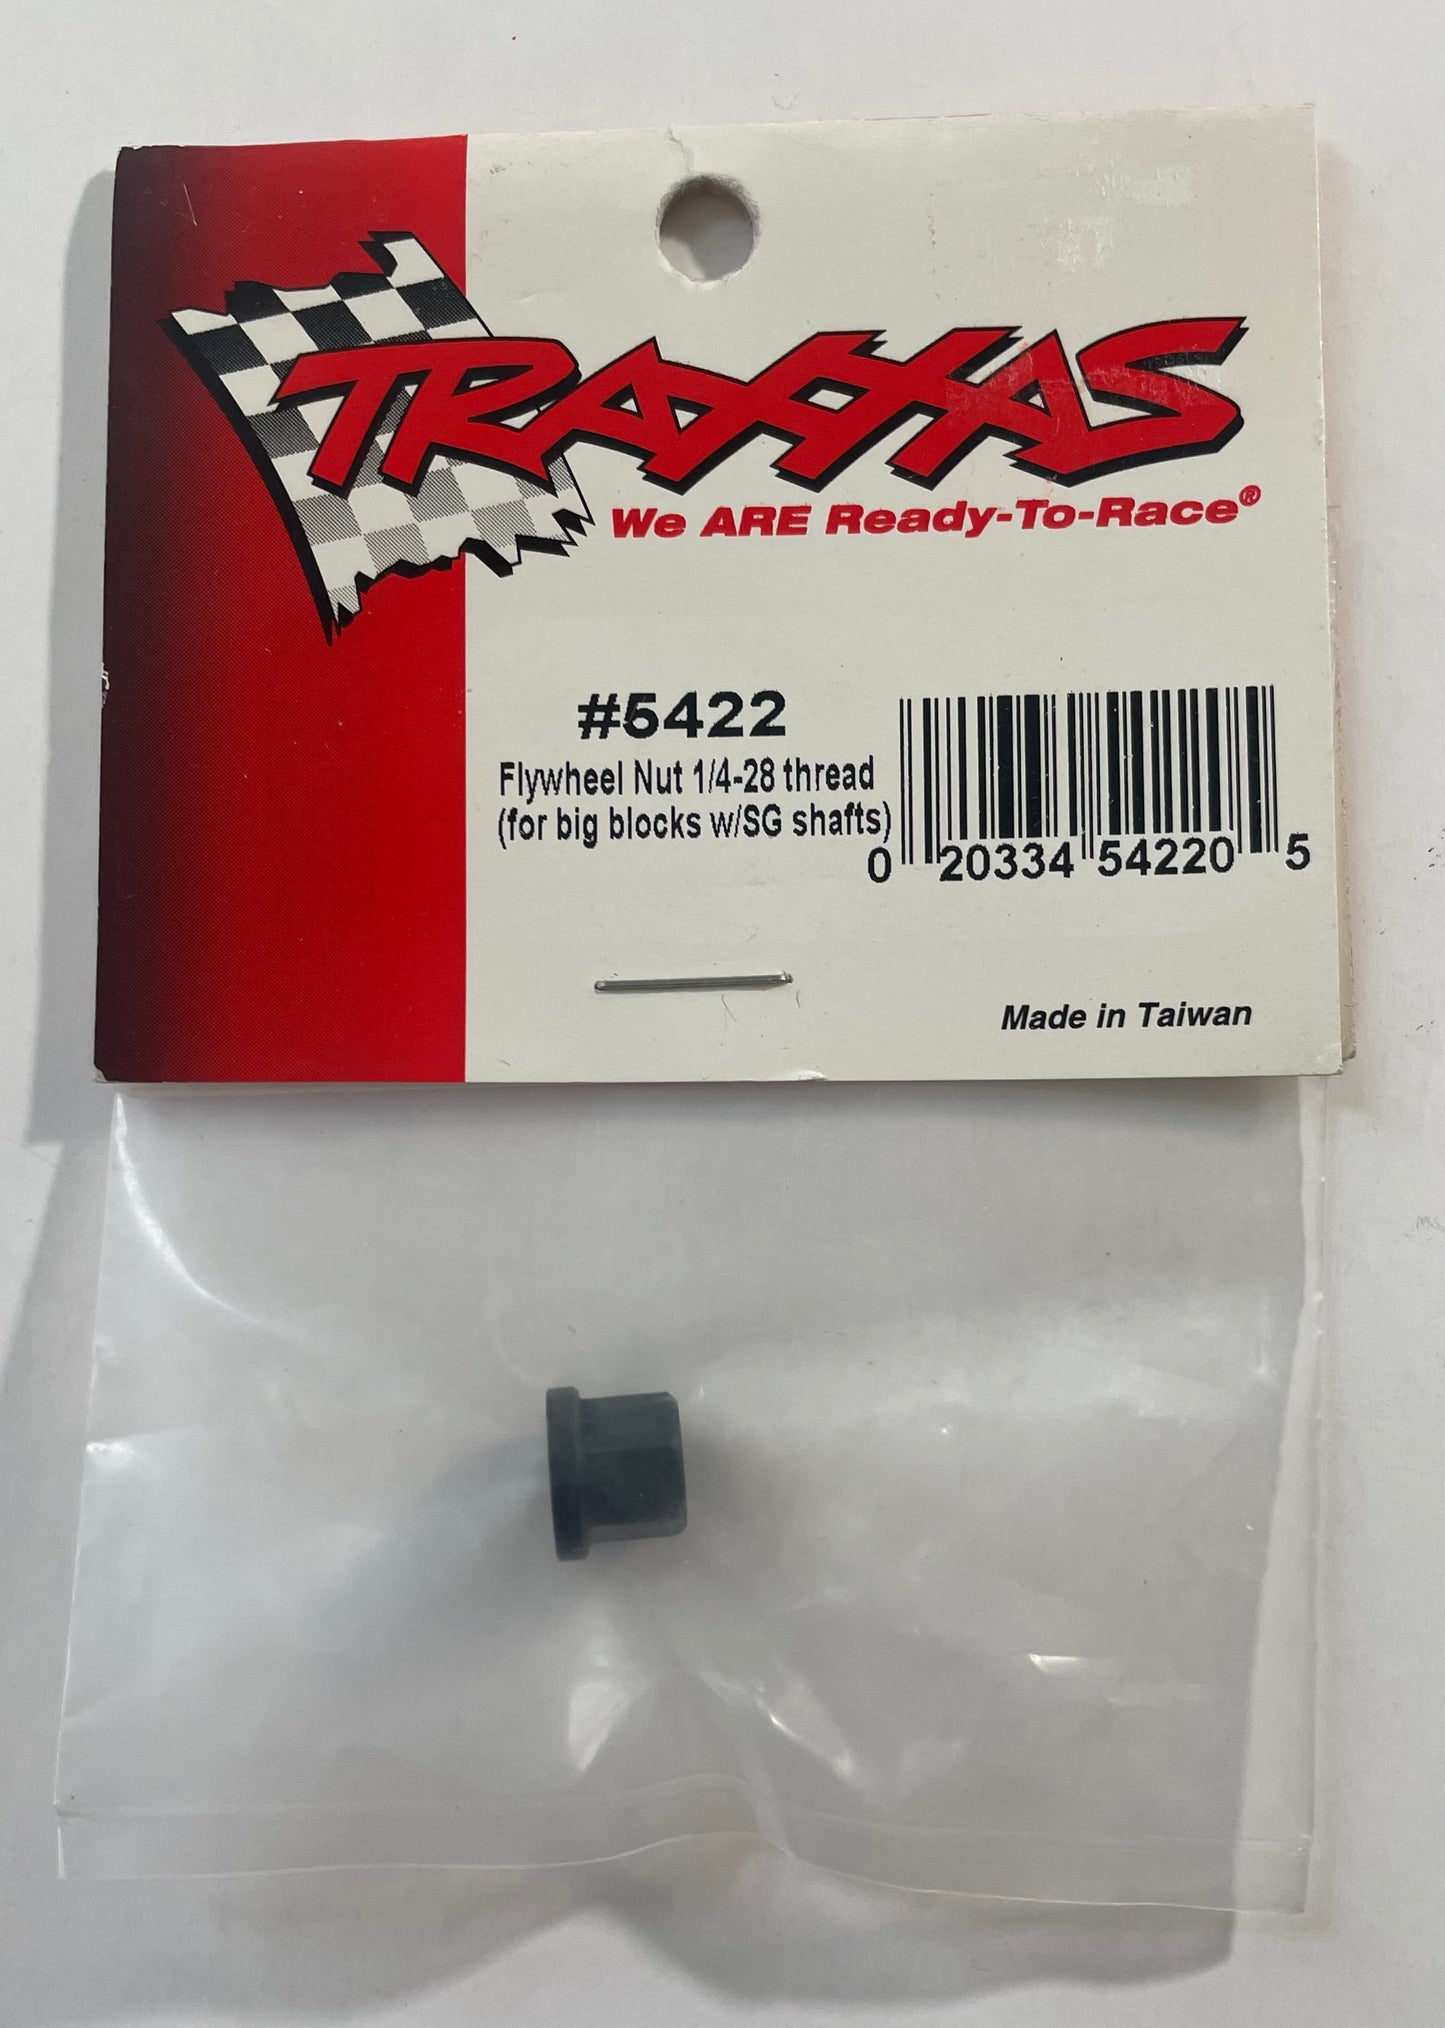 TRAXXAS
We ARE Ready-To-Race®
#5422
Flywheel Nut 1/4-28 thread
(for big blocks w/SG shafts)
0 20334 54220 5
Made in Taiwan